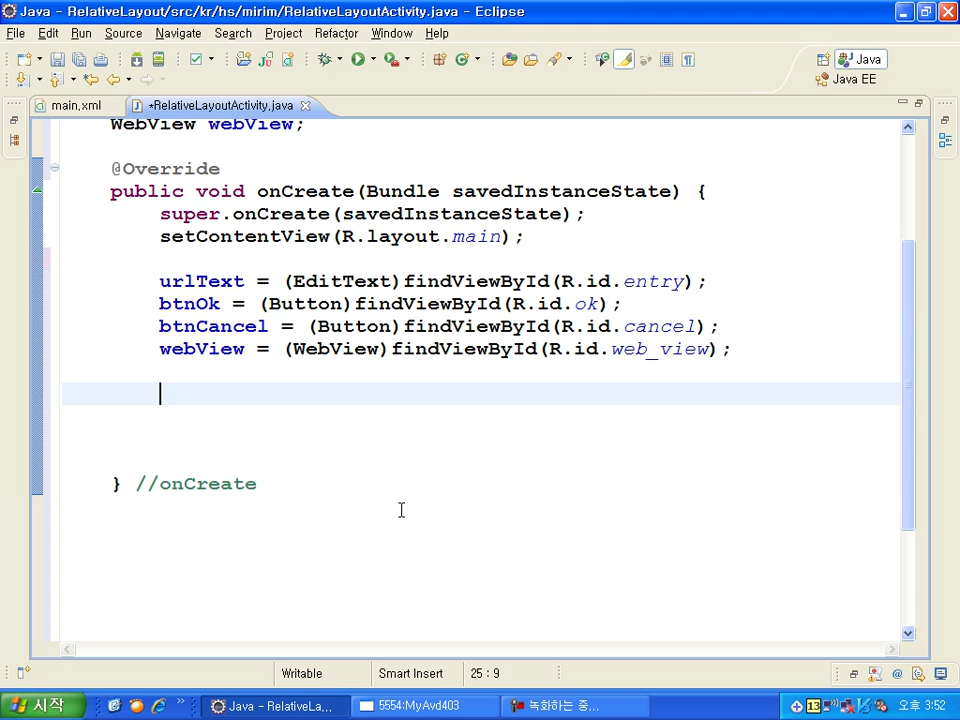 Java - RelativeLayout/src/kr/hs/mirim/RelativeLayoutActivity.java - Eclipse
File Edit Run Source Navigate Search Project Refactor Window Help
Java
Java EE
main.xml *RelativeLayoutActivity.java
WebView webView;
@Override
public void onCreate(Bundle savedInstanceState) {
super.onCreate(savedInstanceState);
setContentView(R.layout.main);
urlText = (EditText)findViewById(R.id.entry);
btnOk = (Button)findViewById(R.id.ok);
btnCancel = (Button)findViewById(R.id.cancel);
webView = (WebView)findViewById(R.id.web_view);
} //onCreate
Writable Smart Insert 25 : 9
시작 Java - RelativeLa... 5554:MyAvd403 녹화하는 중... 13 오후 3:52